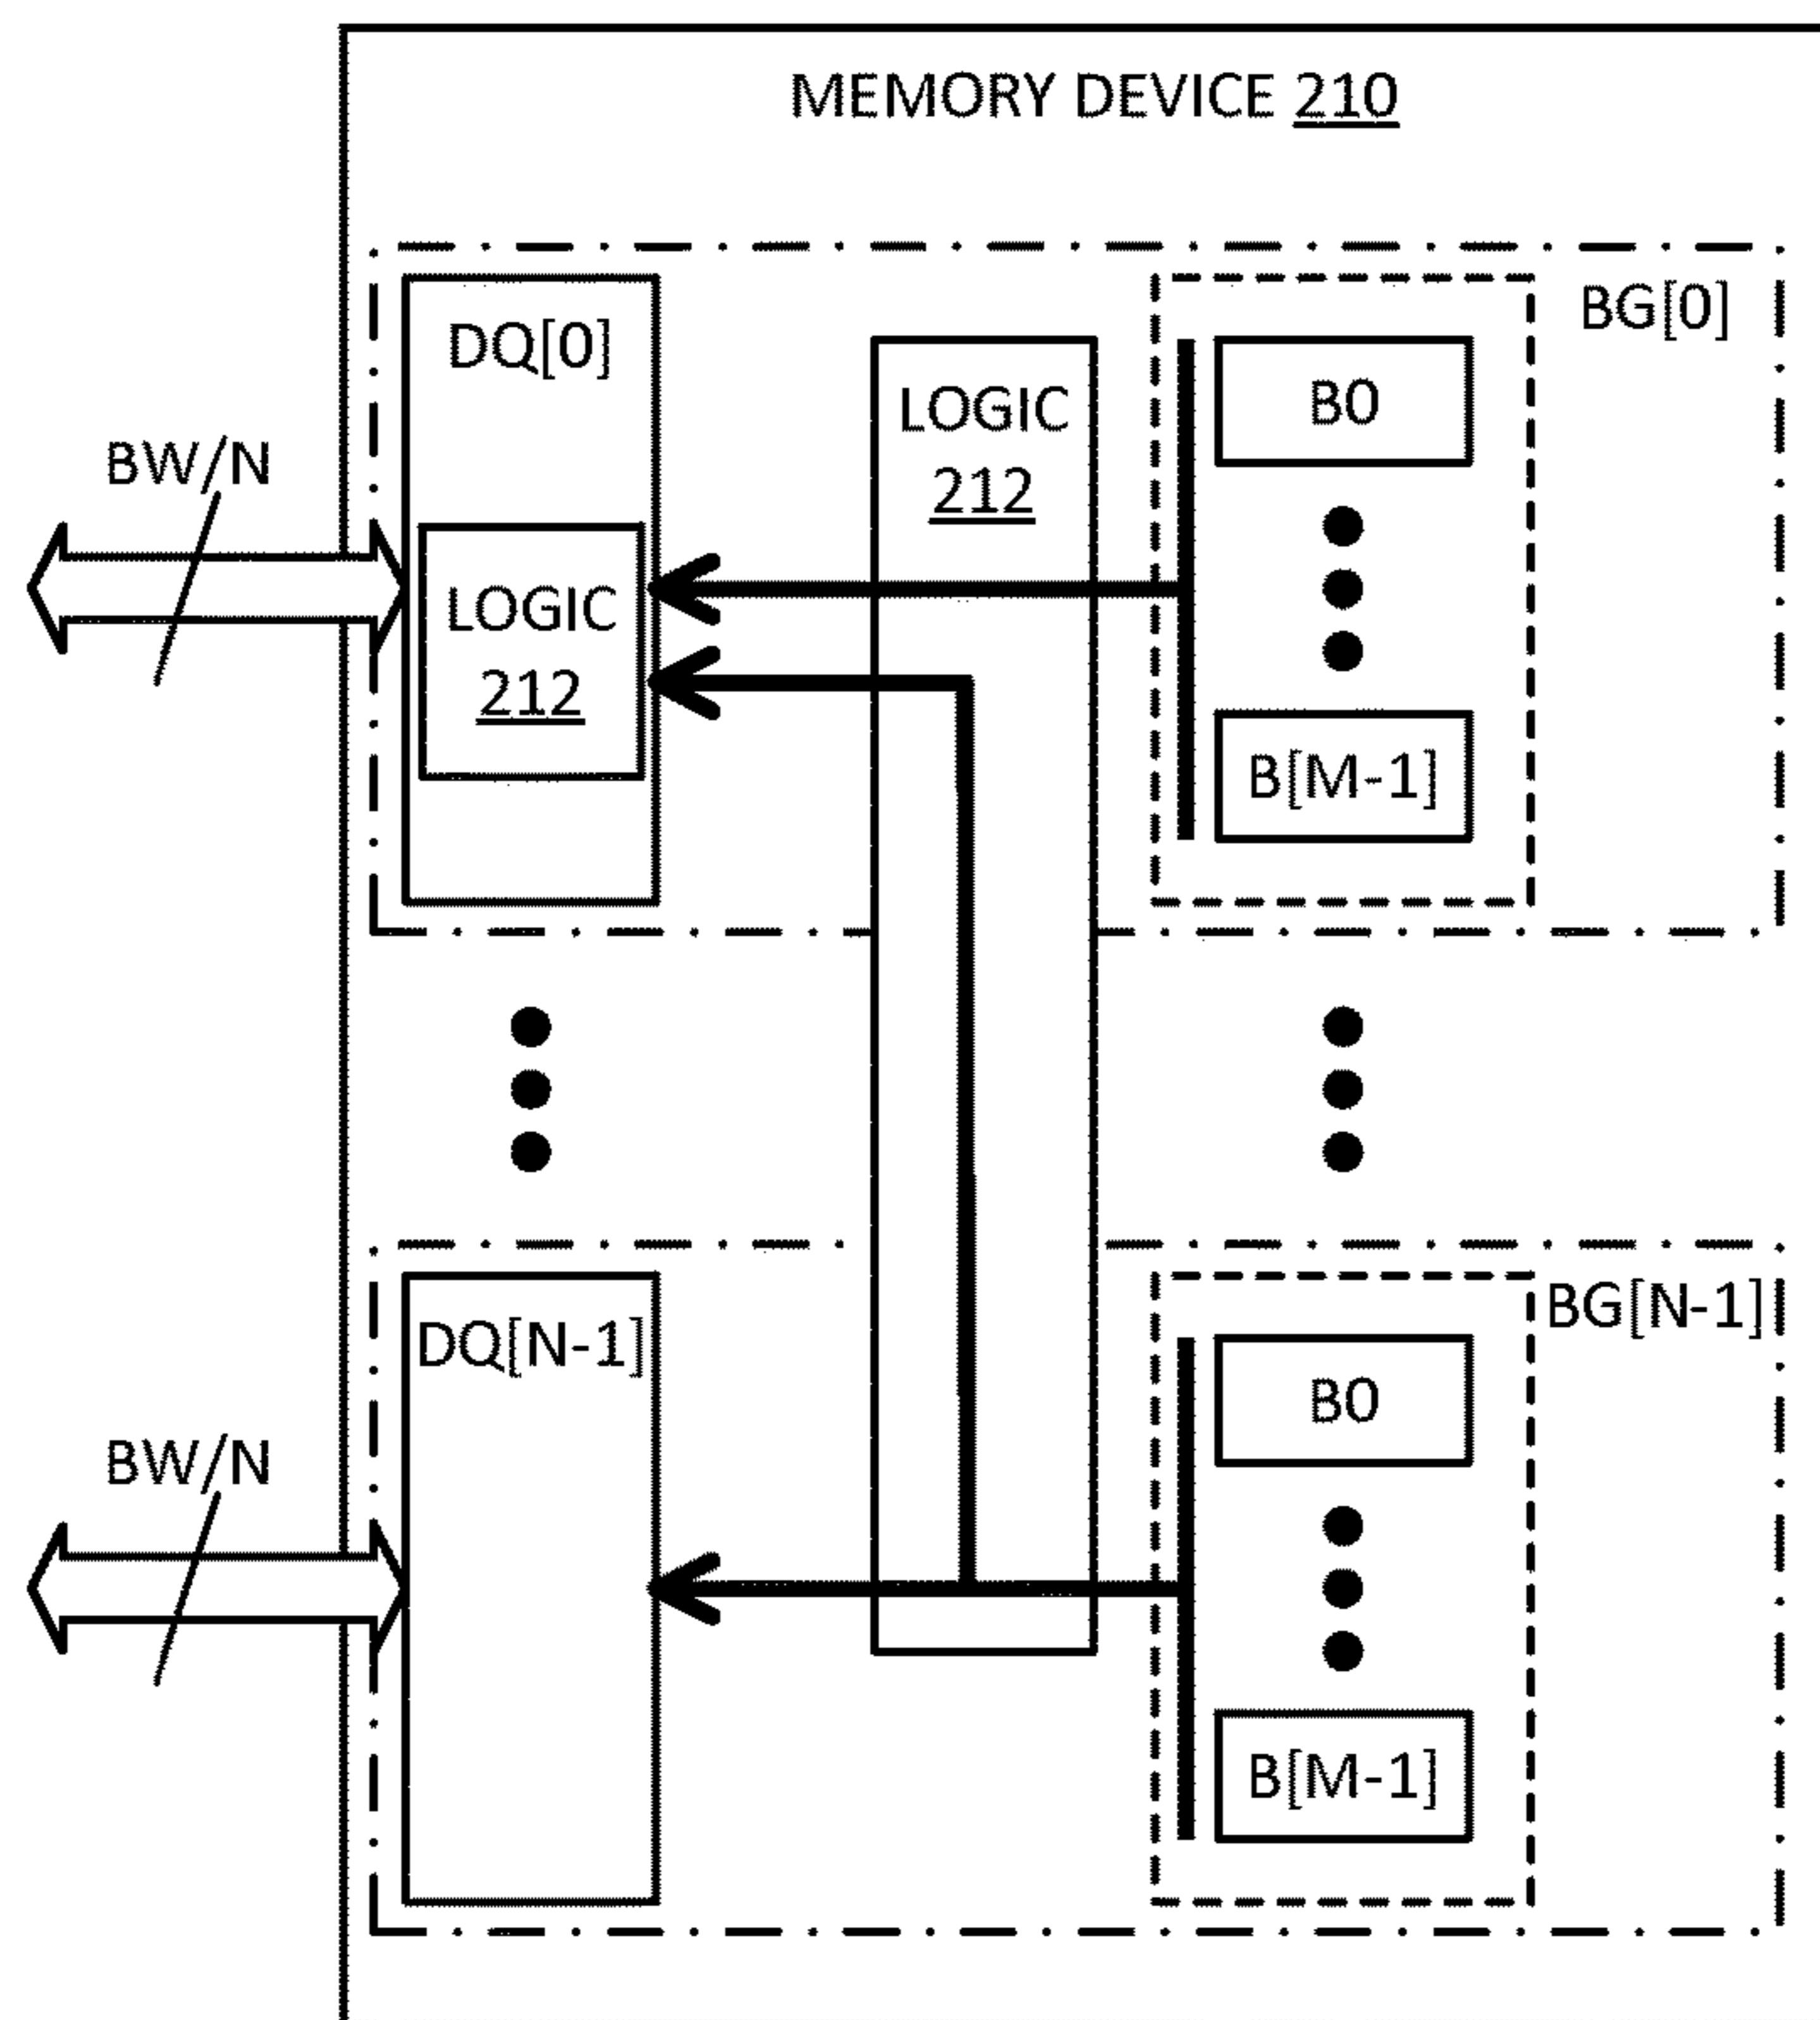 MEMORY DEVICE 210
BG[0]
DQ[0]
LOGIC
212
B0
BW/N
LOGIC
212
B[M-1]
BG[N-1]
DQ[N-1]
B0
BW/N
B[M-1]